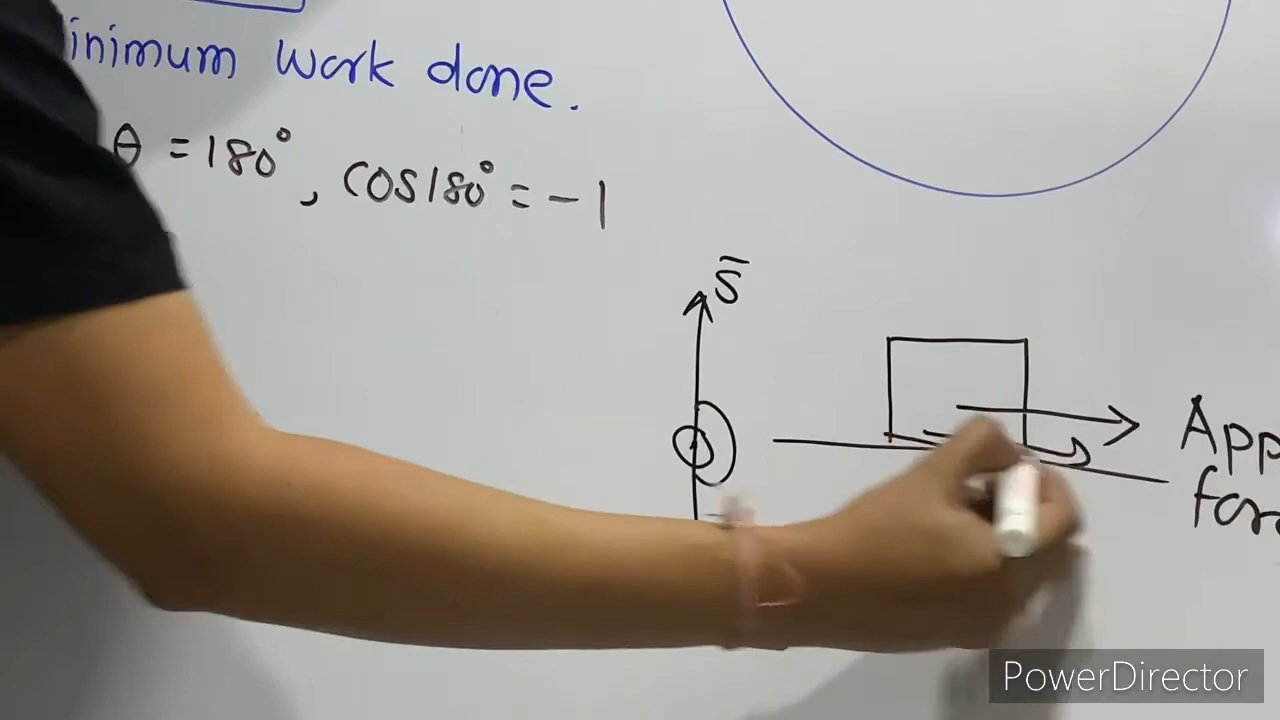 inimum work done.
θ = 180°, cos180° = -1
S̄
App
for
PowerDirector